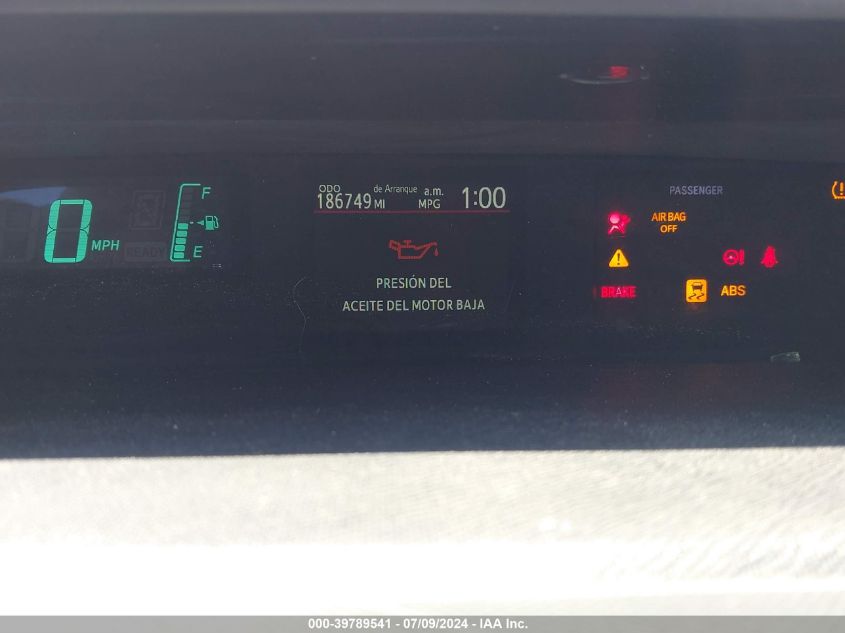 0 MPH
READY
F
E
ODO de Arranque a.m. 1:00
186749 MI MPG
PRESIÓN DEL
ACEITE DEL MOTOR BAJA
PASSENGER
AIR BAG
OFF
BRAKE
ABS
000-39789541 - 07/09/2024 - IAA Inc.